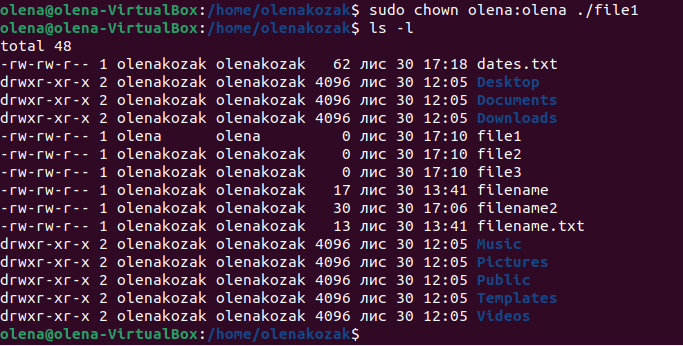 olena@olena-VirtualBox:/home/olenakozak$ sudo chown olena:olena ./file1
olena@olena-VirtualBox:/home/olenakozak$ ls -l
total 48
-rw-rw-r-- 1 olenakozak olenakozak   62 лис 30 17:18 dates.txt
drwxr-xr-x 2 olenakozak olenakozak 4096 лис 30 12:05 Desktop
drwxr-xr-x 2 olenakozak olenakozak 4096 лис 30 12:05 Documents
drwxr-xr-x 2 olenakozak olenakozak 4096 лис 30 12:05 Downloads
-rw-rw-r-- 1 olena      olena         0 лис 30 17:10 file1
-rw-rw-r-- 1 olenakozak olenakozak    0 лис 30 17:10 file2
-rw-rw-r-- 1 olenakozak olenakozak    0 лис 30 17:10 file3
-rw-rw-r-- 1 olenakozak olenakozak   17 лис 30 13:41 filename
-rw-rw-r-- 1 olenakozak olenakozak   30 лис 30 17:06 filename2
-rw-rw-r-- 1 olenakozak olenakozak   13 лис 30 13:41 filename.txt
drwxr-xr-x 2 olenakozak olenakozak 4096 лис 30 12:05 Music
drwxr-xr-x 2 olenakozak olenakozak 4096 лис 30 12:05 Pictures
drwxr-xr-x 2 olenakozak olenakozak 4096 лис 30 12:05 Public
drwxr-xr-x 2 olenakozak olenakozak 4096 лис 30 12:05 Templates
drwxr-xr-x 2 olenakozak olenakozak 4096 лис 30 12:05 Videos
olena@olena-VirtualBox:/home/olenakozak$